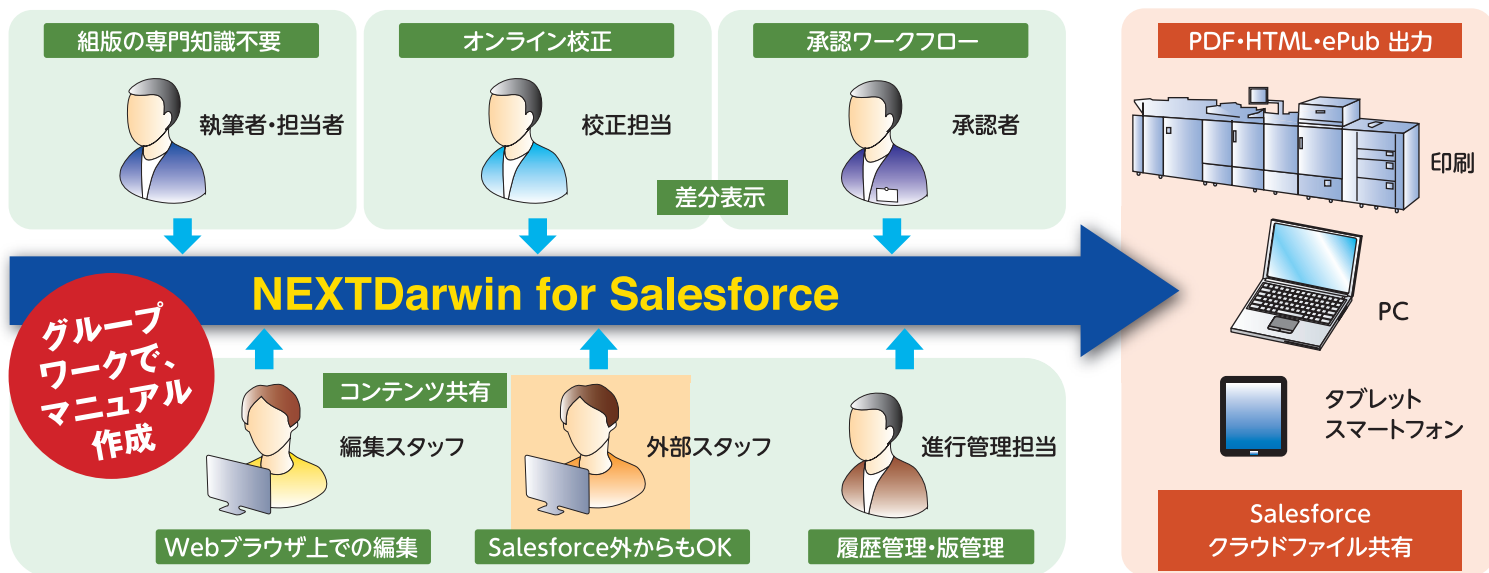 組版の専門知識不要
オンライン校正
承認ワークフロー
PDF・HTML・ePub 出力
執筆者・担当者
校正担当
承認者
印刷
差分表示
NEXTDarwin for Salesforce
PC
グループ
ワークで、
マニュアル
作成
コンテンツ共有
編集スタッフ
外部スタッフ
進行管理担当
タブレット
スマートフォン
Webブラウザ上での編集
Salesforce外からもOK
履歴管理・版管理
Salesforce
クラウドファイル共有